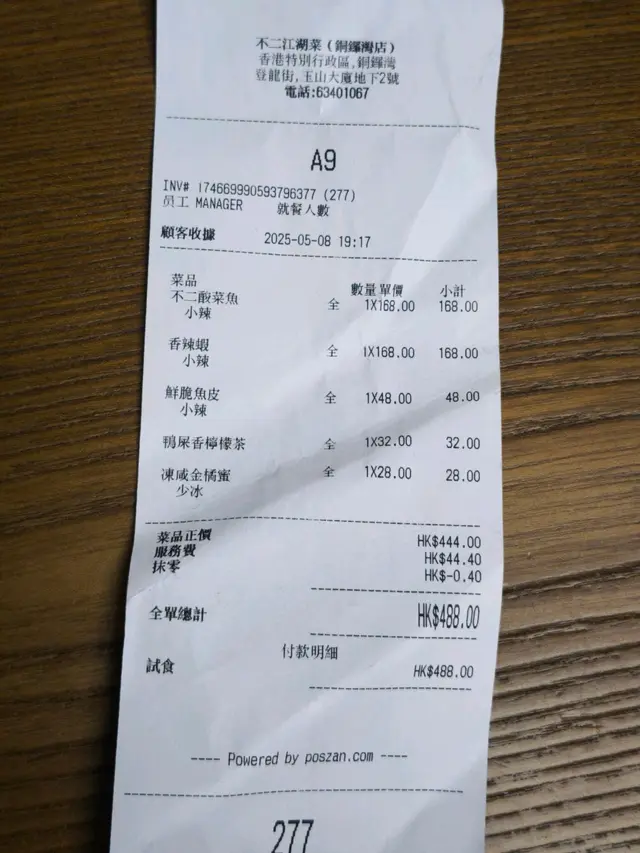 不二江湖菜（銅鑼灣店）
香港特別行政區,銅鑼灣
登龍街,玉山大廈地下2號
電話:63401067
A9
INV# 174669990593796377 (277)
员工 MANAGER 就餐人數
顧客收據 2025-05-08 19:17
菜品 數量單價 小計
不二酸菜魚 全 1X168.00 168.00
小辣
香辣蝦 全 1X168.00 168.00
小辣
鮮脆魚皮 全 1X48.00 48.00
小辣
鴨屎香檸檬茶 全 1X32.00 32.00
凍咸金橘蜜 全 1X28.00 28.00
少冰
菜品正價 HK$444.00
服務費 HK$44.40
抹零 HK$-0.40
全單總計 HK$488.00
付款明細
試食 HK$488.00
---- Powered by poszan.com ----
277